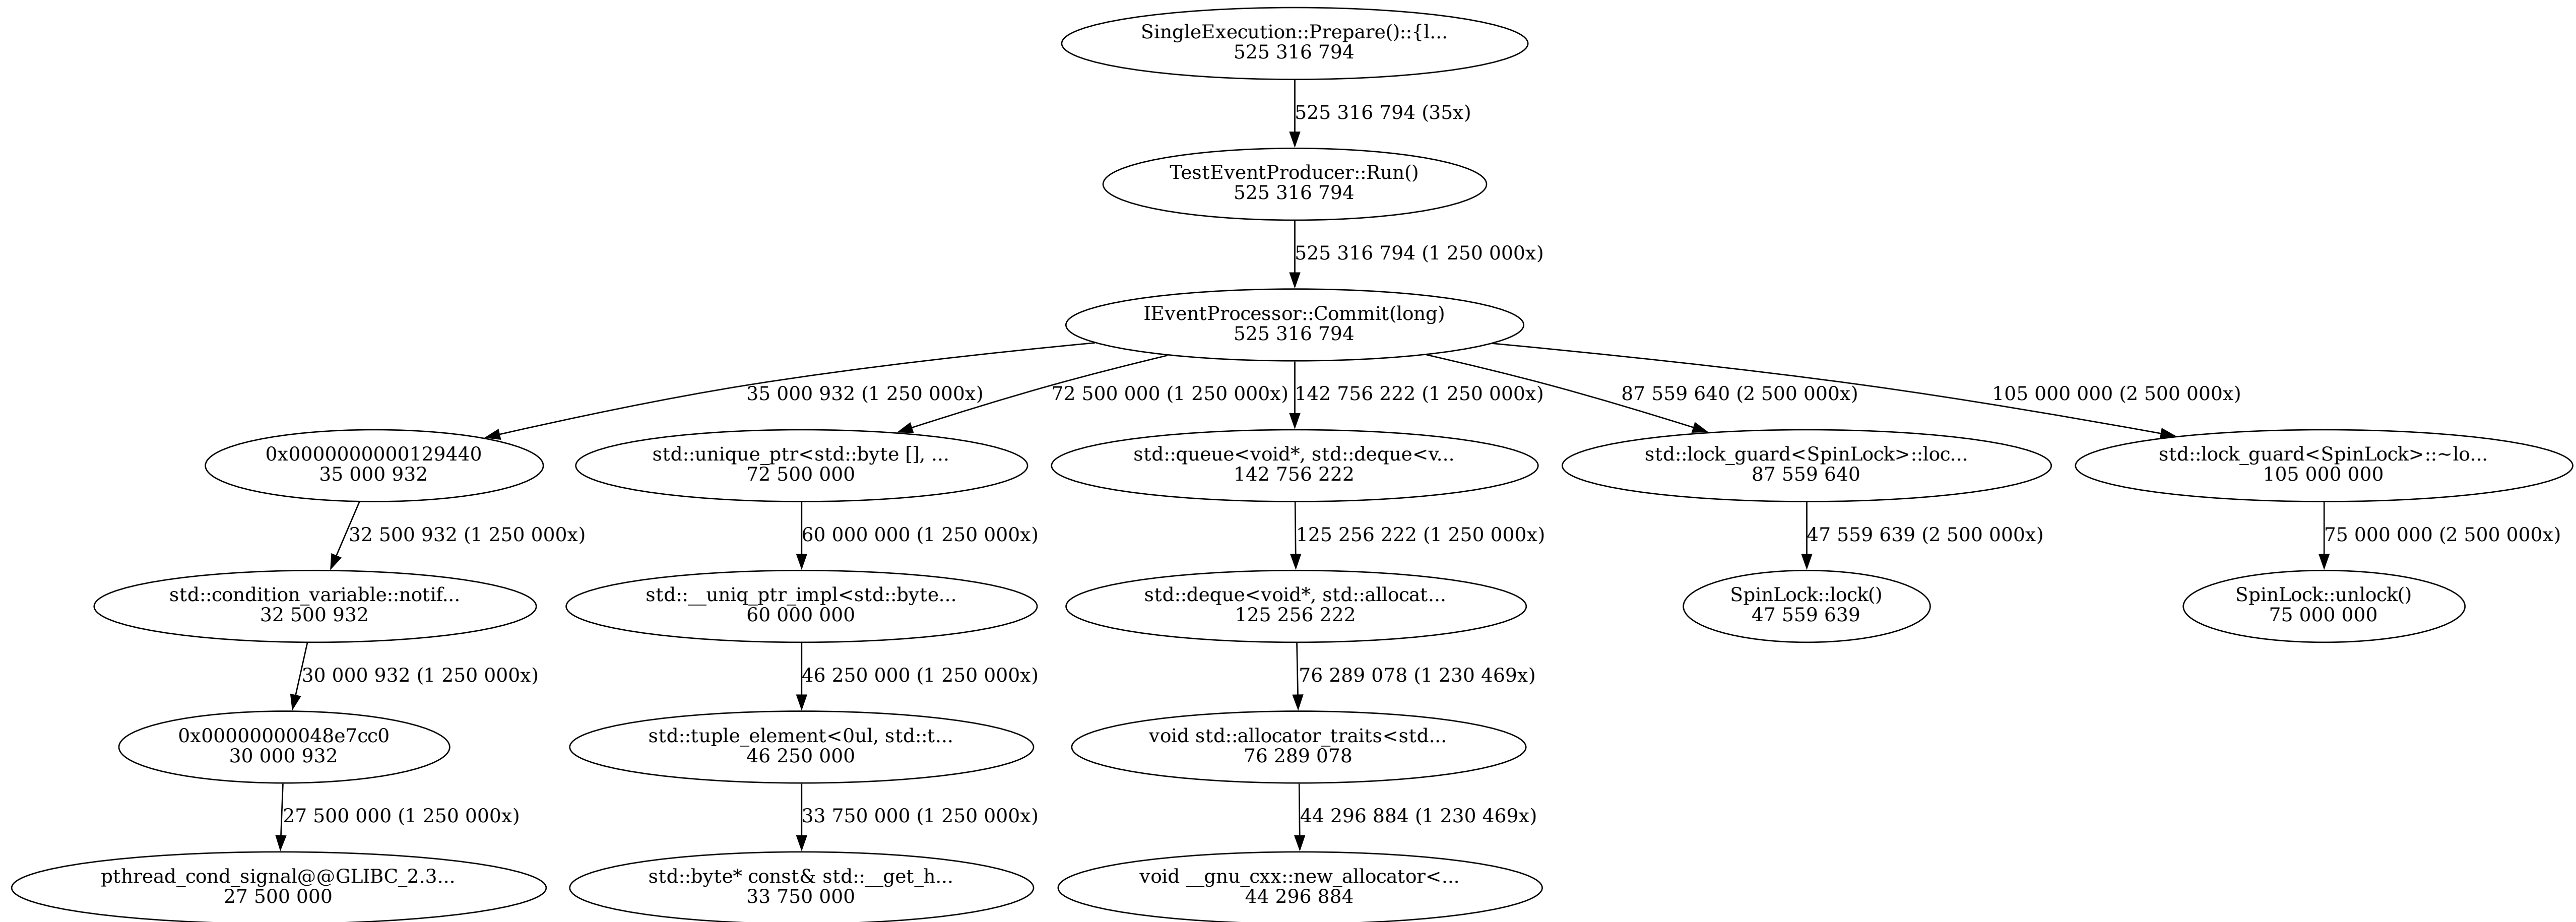 SingleExecution::Prepare()::{l...
525 316 794
525 316 794 (35x)
TestEventProducer::Run()
525 316 794
525 316 794 (1 250 000x)
IEventProcessor::Commit(long)
525 316 794
35 000 932 (1 250 000x)
72 500 000 (1 250 000x)
142 756 222 (1 250 000x)
87 559 640 (2 500 000x)
105 000 000 (2 500 000x)
0x0000000000129440
35 000 932
std::unique_ptr<std::byte [], ...
72 500 000
std::queue<void*, std::deque<v...
142 756 222
std::lock_guard<SpinLock>::loc...
87 559 640
std::lock_guard<SpinLock>::~lo...
105 000 000
32 500 932 (1 250 000x)
60 000 000 (1 250 000x)
125 256 222 (1 250 000x)
47 559 639 (2 500 000x)
75 000 000 (2 500 000x)
std::condition_variable::notif...
32 500 932
std::__uniq_ptr_impl<std::byte...
60 000 000
std::deque<void*, std::allocat...
125 256 222
SpinLock::lock()
47 559 639
SpinLock::unlock()
75 000 000
30 000 932 (1 250 000x)
46 250 000 (1 250 000x)
76 289 078 (1 230 469x)
0x00000000048e7cc0
30 000 932
std::tuple_element<0ul, std::t...
46 250 000
void std::allocator_traits<std...
76 289 078
27 500 000 (1 250 000x)
33 750 000 (1 250 000x)
44 296 884 (1 230 469x)
pthread_cond_signal@@GLIBC_2.3...
27 500 000
std::byte* const& std::__get_h...
33 750 000
void __gnu_cxx::new_allocator<...
44 296 884